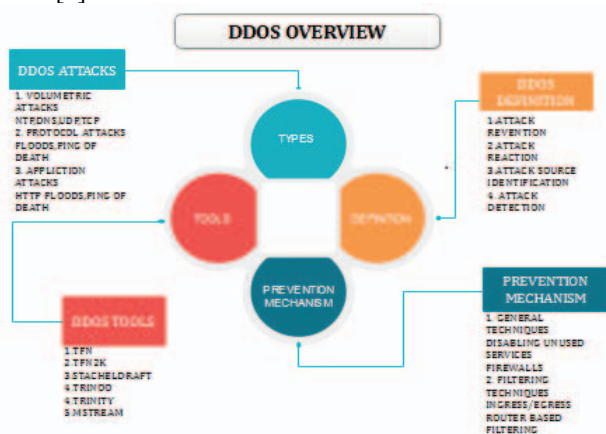 DDOS OVERVIEW
DDOS ATTACKS
1. VOLUMETRIC
ATTACKS
NTP,DNS,UDP,TCP
2. PROTOCOL ATTACKS
FLOODS,PING OF
DEATH
3. APPLICTION
ATTACKS
HTTP FLOODS,PING OF
DEATH
TYPES
TOOLS
DEFINITION
PREVENTION
MECHANISM
DDOS
DEFINITION
1.ATTACK
REVENTION
2.ATTACK
REACTION
3.ATTACK SOURCE
IDENTIFICATION
4. ATTACK
DETECTION
DDOS TOOLS
1.TFN
2.TFN2K
3.STACHELDRAFT
4.TRINOO
4.TRINITY
5.MSTREAM
PREVENTION
MECHANISM
1. GENERAL
TECHNIQUES
DISABLING UNUSED
SERVICES
FIREWALLS
2. FILTERING
TECHNIQUES
INGRESS/EGRESS
ROUTER BASED
FILTERING